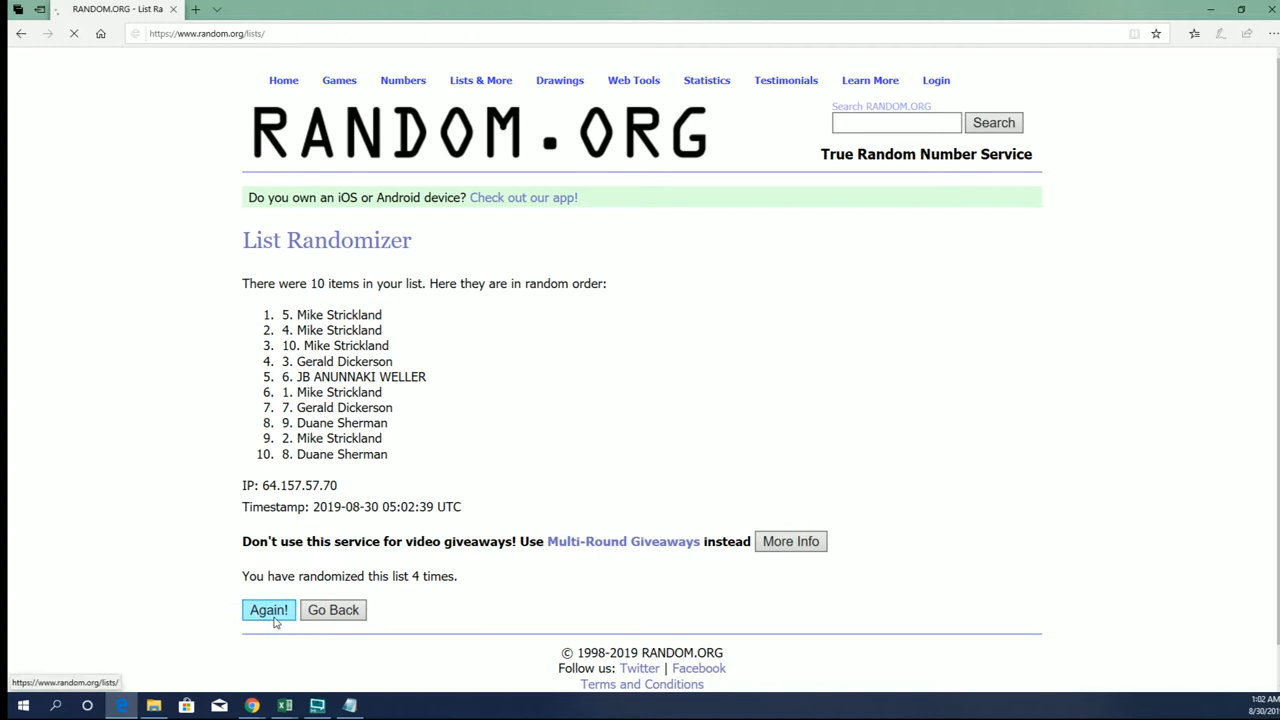 RANDOM.ORG - List Ra
https://www.random.org/lists/
Home Games Numbers Lists & More Drawings Web Tools Statistics Testimonials Learn More Login
RANDOM.ORG
Search RANDOM.ORG
Search
True Random Number Service
Do you own an iOS or Android device? Check out our app!
List Randomizer
There were 10 items in your list. Here they are in random order:
1. 5. Mike Strickland
2. 4. Mike Strickland
3. 10. Mike Strickland
4. 3. Gerald Dickerson
5. 6. JB ANUNNAKI WELLER
6. 1. Mike Strickland
7. 7. Gerald Dickerson
8. 9. Duane Sherman
9. 2. Mike Strickland
10. 8. Duane Sherman
IP: 64.157.57.70
Timestamp: 2019-08-30 05:02:39 UTC
Don't use this service for video giveaways! Use Multi-Round Giveaways instead More Info
You have randomized this list 4 times.
Again! Go Back
© 1998-2019 RANDOM.ORG
Follow us: Twitter | Facebook
Terms and Conditions
https://www.random.org/lists/
1:02 AM
8/30/201